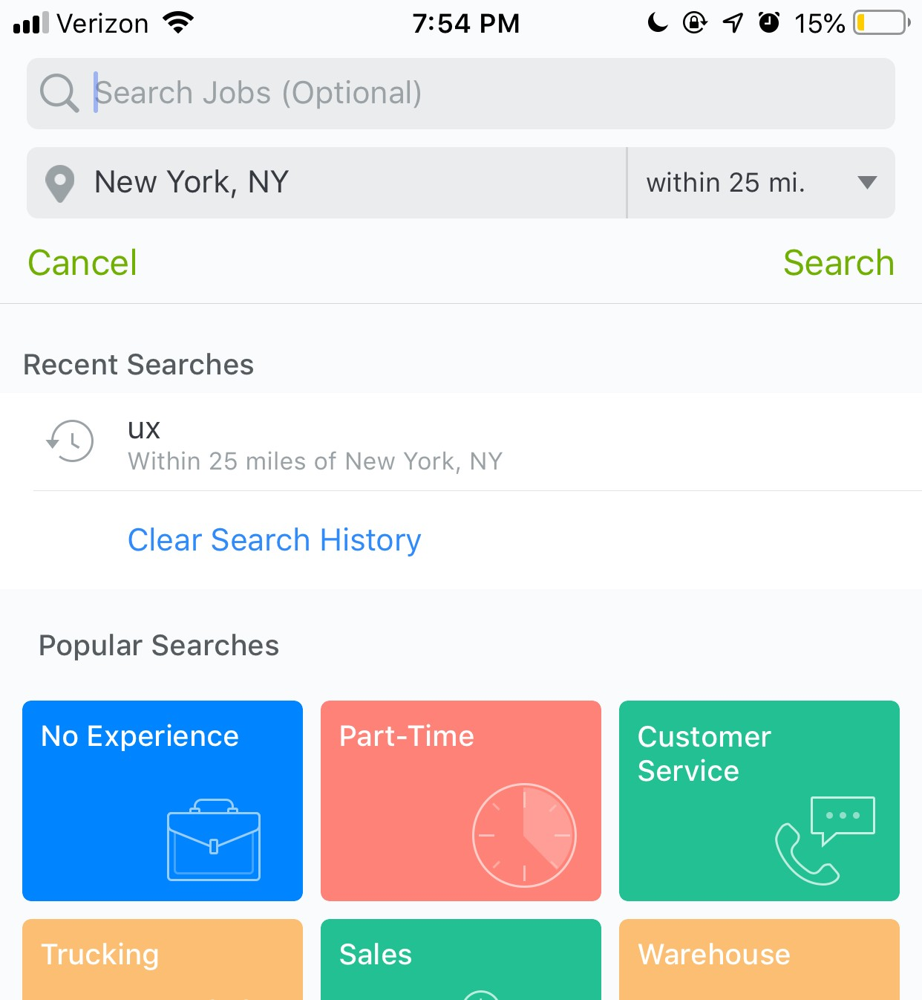 Verizon 7:54 PM 15%
Search Jobs (Optional)
New York, NY within 25 mi.
Cancel Search
Recent Searches
ux
Within 25 miles of New York, NY
Clear Search History
Popular Searches
No Experience
Part-Time
Customer
Service
Trucking
Sales
Warehouse